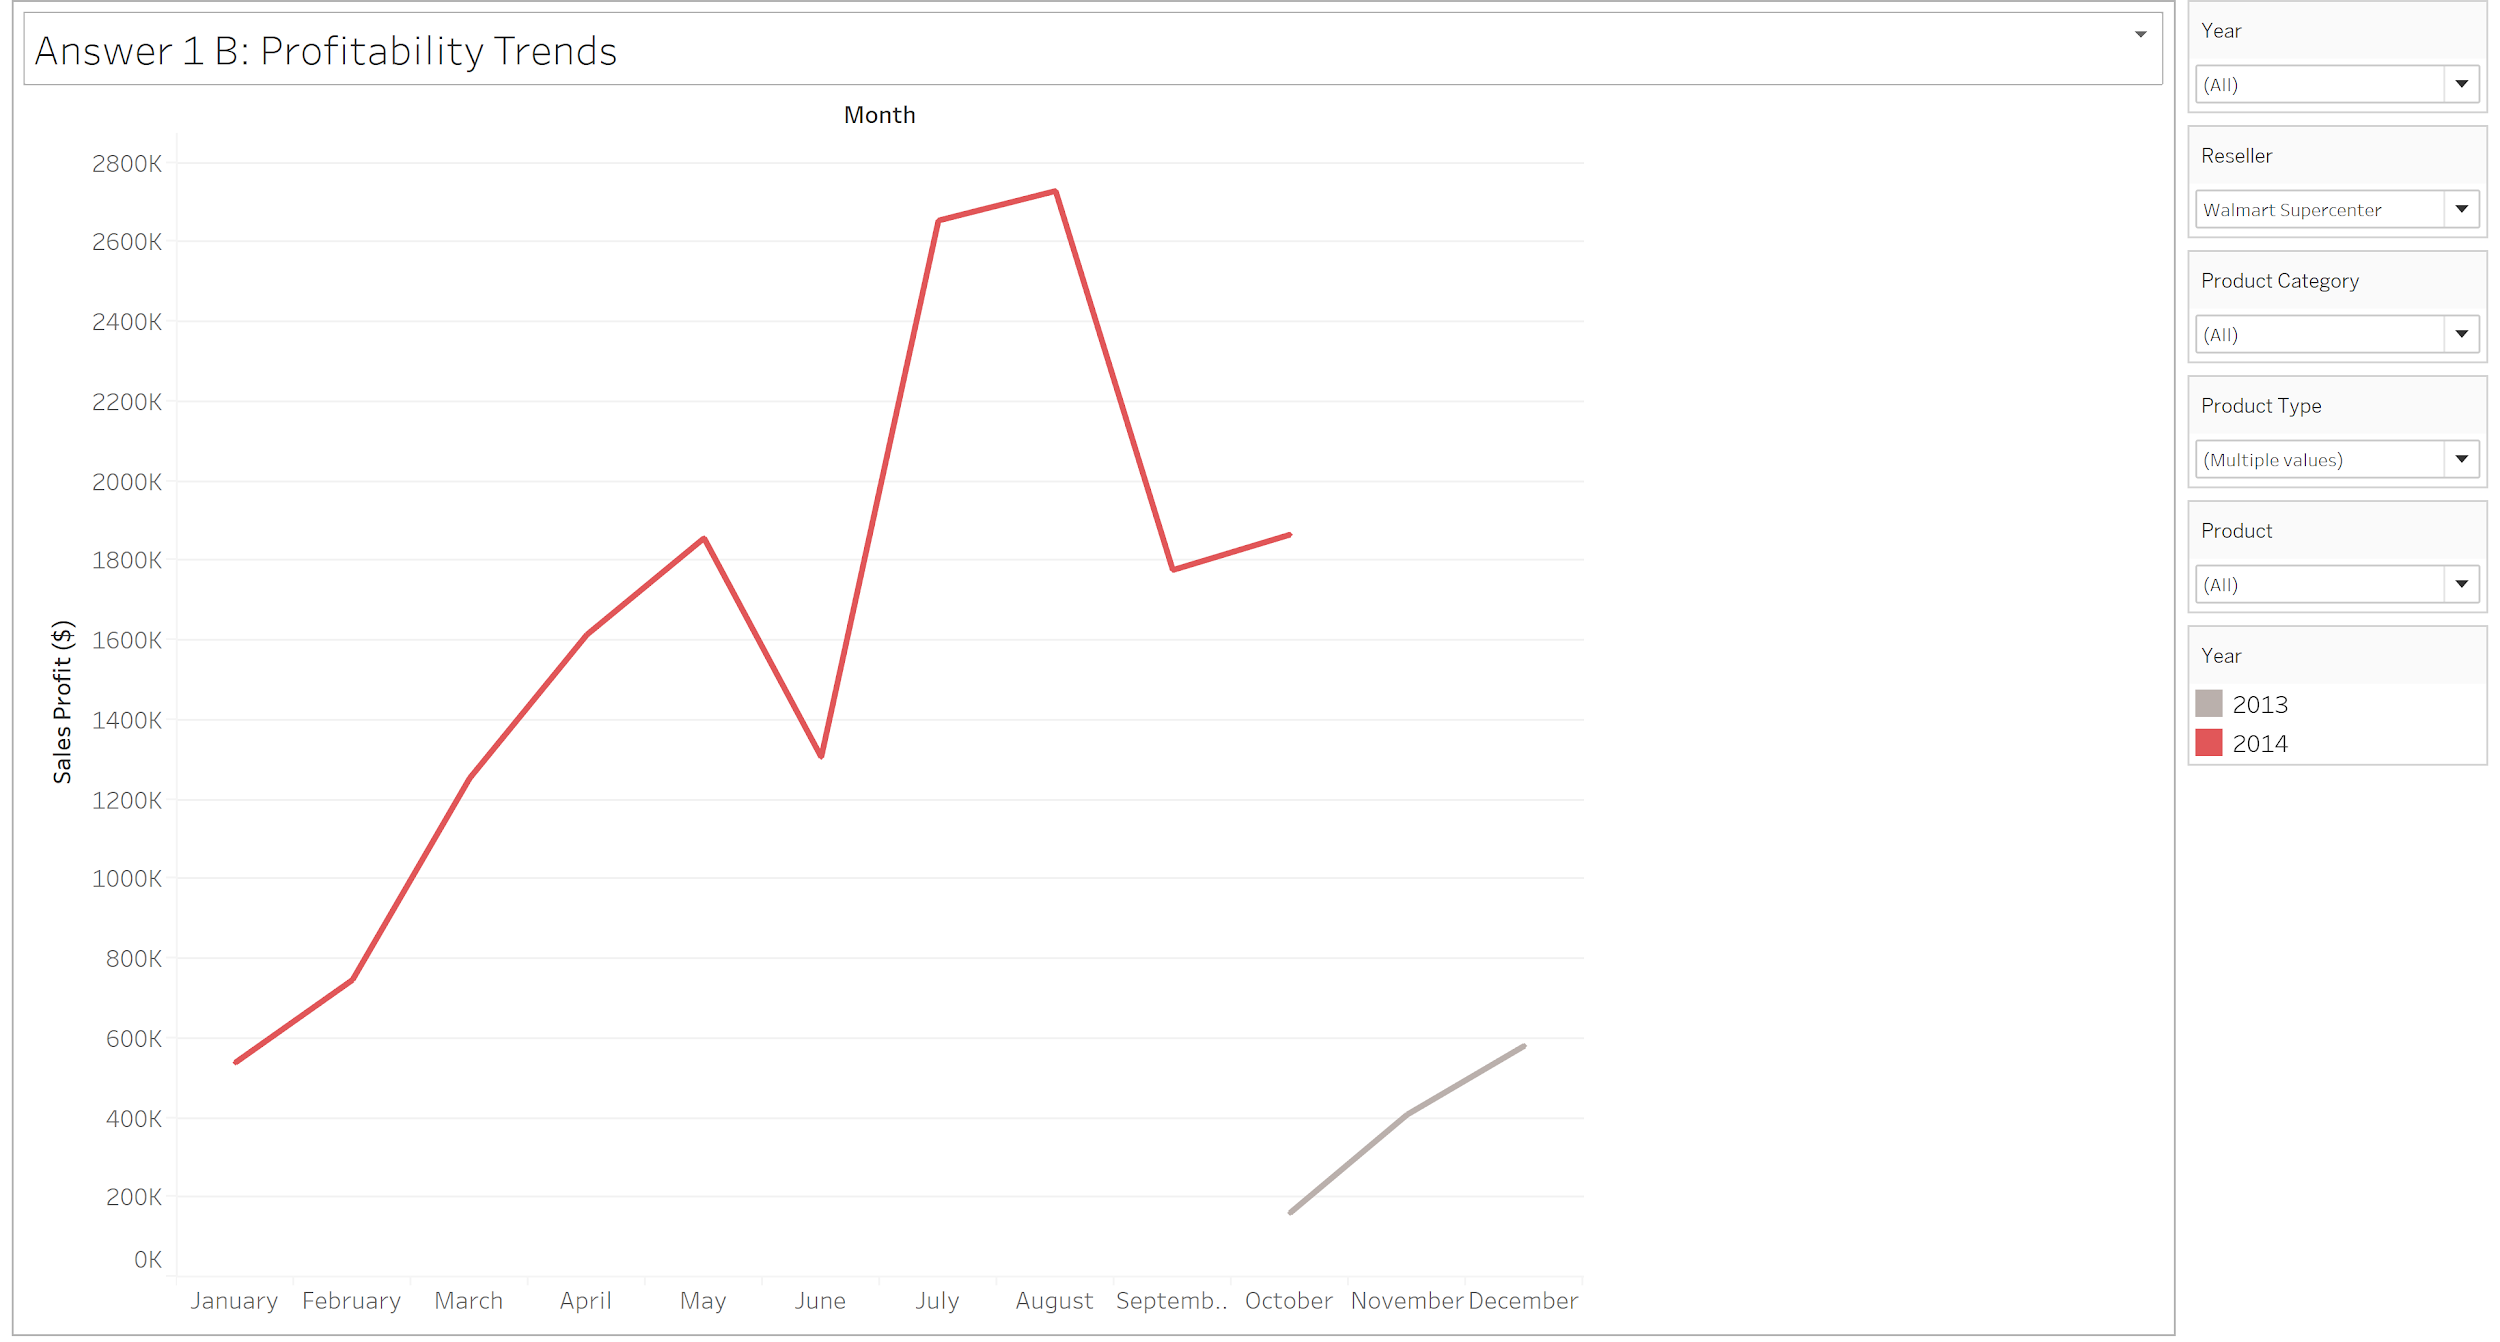 Answer 1 B: Profitability Trends
Month
2800K
2600K
2400K
2200K
2000K
1800K
1600K
1400K
1200K
1000K
800K
600K
400K
200K
0K
Sales Profit ($)
January February March April May June July August Septemb.. October November December
Year
(All)
Reseller
Walmart Supercenter
Product Category
(All)
Product Type
(Multiple values)
Product
(All)
Year
2013
2014